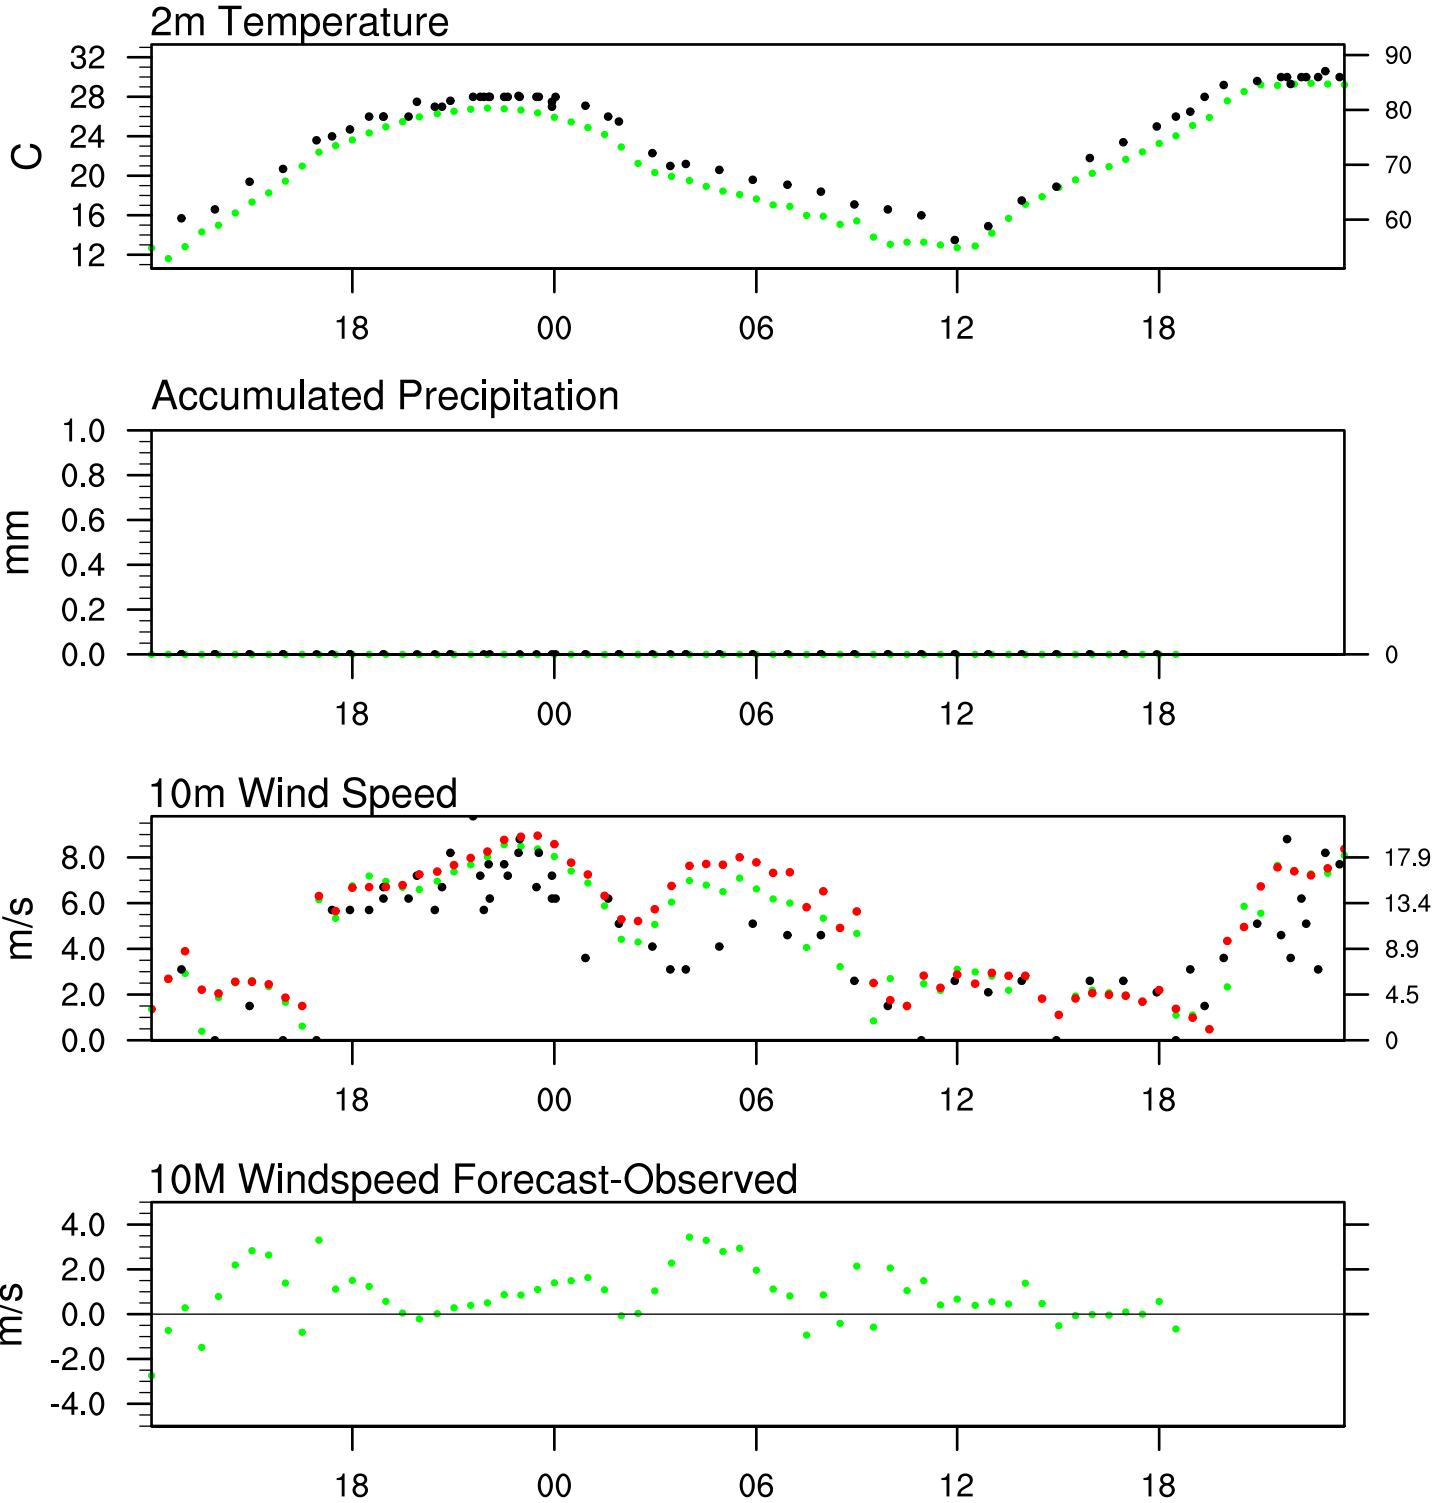 2m Temperature
32
28
24
20
16
12
C
90
80
70
60
18 00 06 12 18
Accumulated Precipitation
1.0
0.8
0.6
0.4
0.2
0.0
mm
0
18 00 06 12 18
10m Wind Speed
8.0
6.0
4.0
2.0
0.0
m/s
17.9
13.4
8.9
4.5
0
18 00 06 12 18
10M Windspeed Forecast-Observed
4.0
2.0
0.0
-2.0
-4.0
m/s
18 00 06 12 18